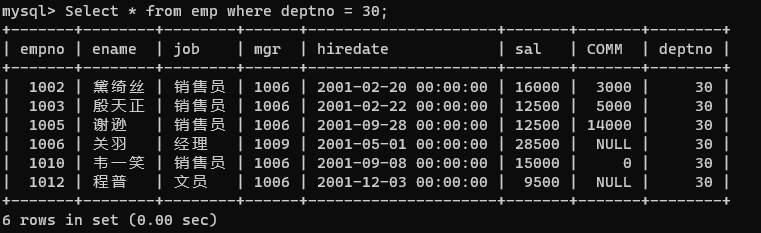 mysql> Select * from emp where deptno = 30;
+-------+--------+--------+------+---------------------+-------+-------+--------+
| empno | ename  | job    | mgr  | hiredate            | sal   | COMM  | deptno |
+-------+--------+--------+------+---------------------+-------+-------+--------+
|  1002 | 黛绮丝 | 销售员 | 1006 | 2001-02-20 00:00:00 | 16000 |  3000 |     30 |
|  1003 | 殷天正 | 销售员 | 1006 | 2001-02-22 00:00:00 | 12500 |  5000 |     30 |
|  1005 | 谢逊   | 销售员 | 1006 | 2001-09-28 00:00:00 | 12500 | 14000 |     30 |
|  1006 | 关羽   | 经理   | 1009 | 2001-05-01 00:00:00 | 28500 |  NULL |     30 |
|  1010 | 韦一笑 | 销售员 | 1006 | 2001-09-08 00:00:00 | 15000 |     0 |     30 |
|  1012 | 程普   | 文员   | 1006 | 2001-12-03 00:00:00 |  9500 |  NULL |     30 |
+-------+--------+--------+------+---------------------+-------+-------+--------+
6 rows in set (0.00 sec)